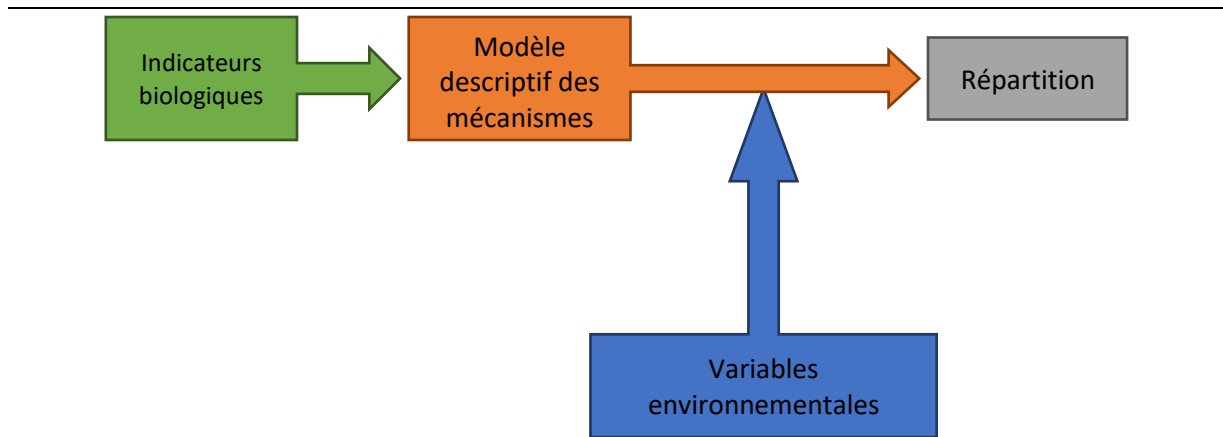 Indicateurs
biologiques
Modèle
descriptif des
mécanismes
Répartition
Variables
environnementales